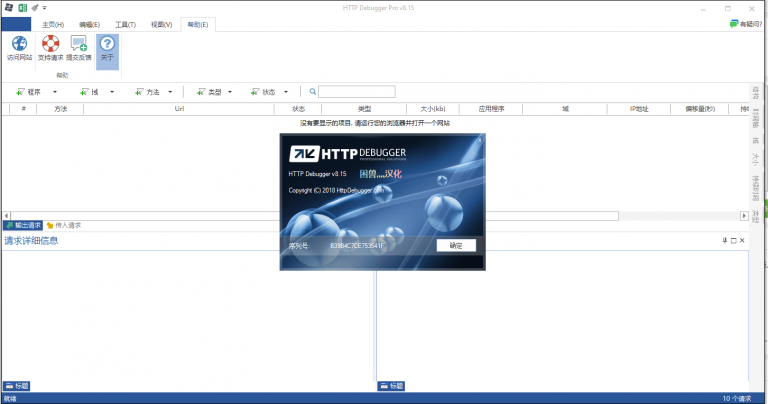 HTTP Debugger Pro v8.15
主页(H) 编辑(E) 工具(T) 视图(V) 帮助(E)
有疑问?
访问网站 支持请求 提交反馈 关于
帮助
程序 域 方法 类型 状态
# 方法 Url 状态 类型 大小(kb) 应用程序 域 IP地址 偏移量(秒)
没有要显示的项目. 请运行您的浏览器并打开一个网站
HTTP DEBUGGER
PROFESSIONAL SOLUTIONS
HTTP Debugger v8.15 困兽灬汉化
Copyright (C) 2018 HttpDebugger.com
序列号: 确定
输出请求 传入请求
请求详细信息
标题 标题
就绪 10 个请求
域
大小
类型